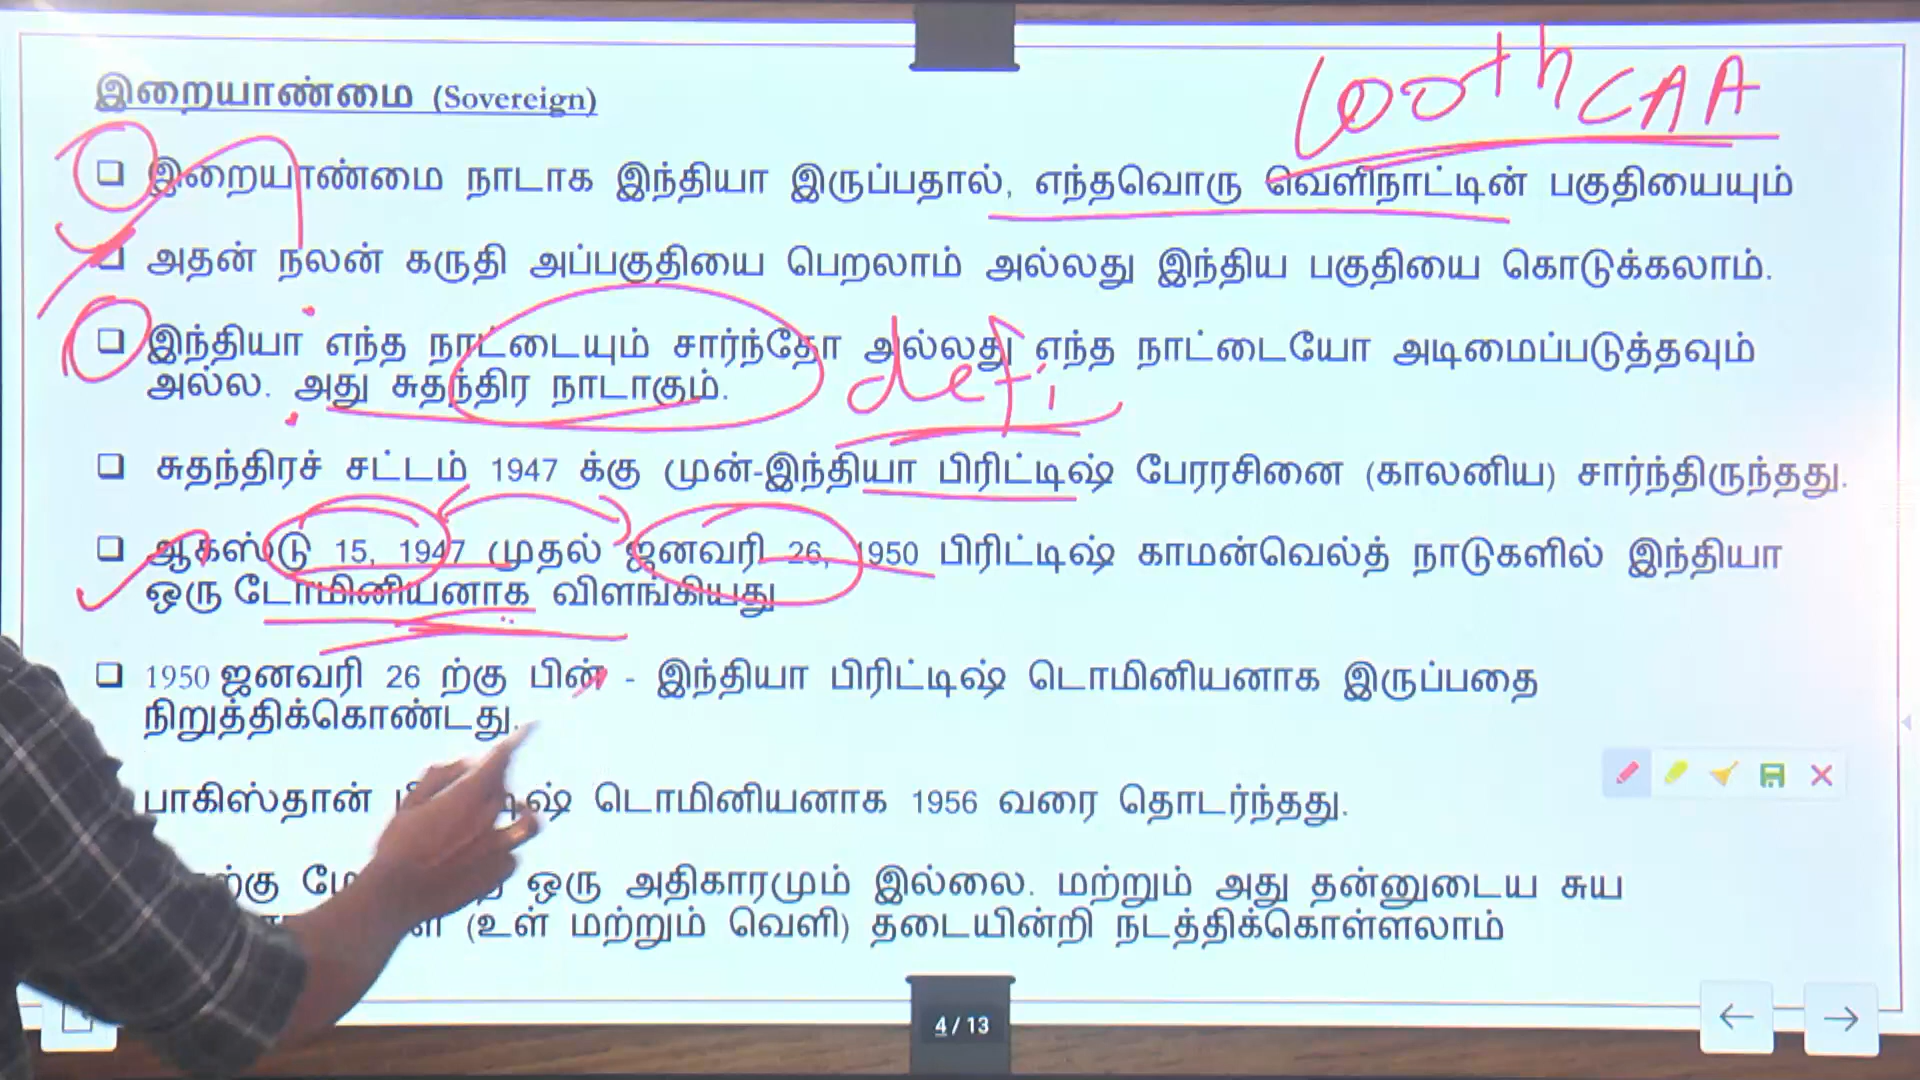 இறையாண்மை (Sovereign)
100th CAA
இறையாண்மை நாடாக இந்தியா இருப்பதால், எந்தவொரு வெளிநாட்டின் பகுதியையும்
அதன் நலன் கருதி அப்பகுதியை பெறலாம் அல்லது இந்திய பகுதியை கொடுக்கலாம்.
இந்தியா எந்த நாட்டையும் சார்ந்தோ அல்லது எந்த நாட்டையோ அடிமைப்படுத்தவும்
அல்ல. அது சுதந்திர நாடாகும்.
defi
சுதந்திரச் சட்டம் 1947 க்கு முன்-இந்தியா பிரிட்டிஷ் பேரரசினை (காலனிய) சார்ந்திருந்தது.
ஆகஸ்டு 15, 1947 முதல் ஜனவரி 26, 1950 பிரிட்டிஷ் காமன்வெல்த் நாடுகளில் இந்தியா
ஒரு டோமினியனாக விளங்கியது
1950 ஜனவரி 26 ற்கு பின் - இந்தியா பிரிட்டிஷ் டொமினியனாக இருப்பதை
நிறுத்திக்கொண்டது.
பாகிஸ்தான் டொமினியனாக 1956 வரை தொடர்ந்தது.
ஒரு அதிகாரமும் இல்லை. மற்றும் அது தன்னுடைய சுய
(உள் மற்றும் வெளி) தடையின்றி நடத்திக்கொள்ளலாம்
4 / 13